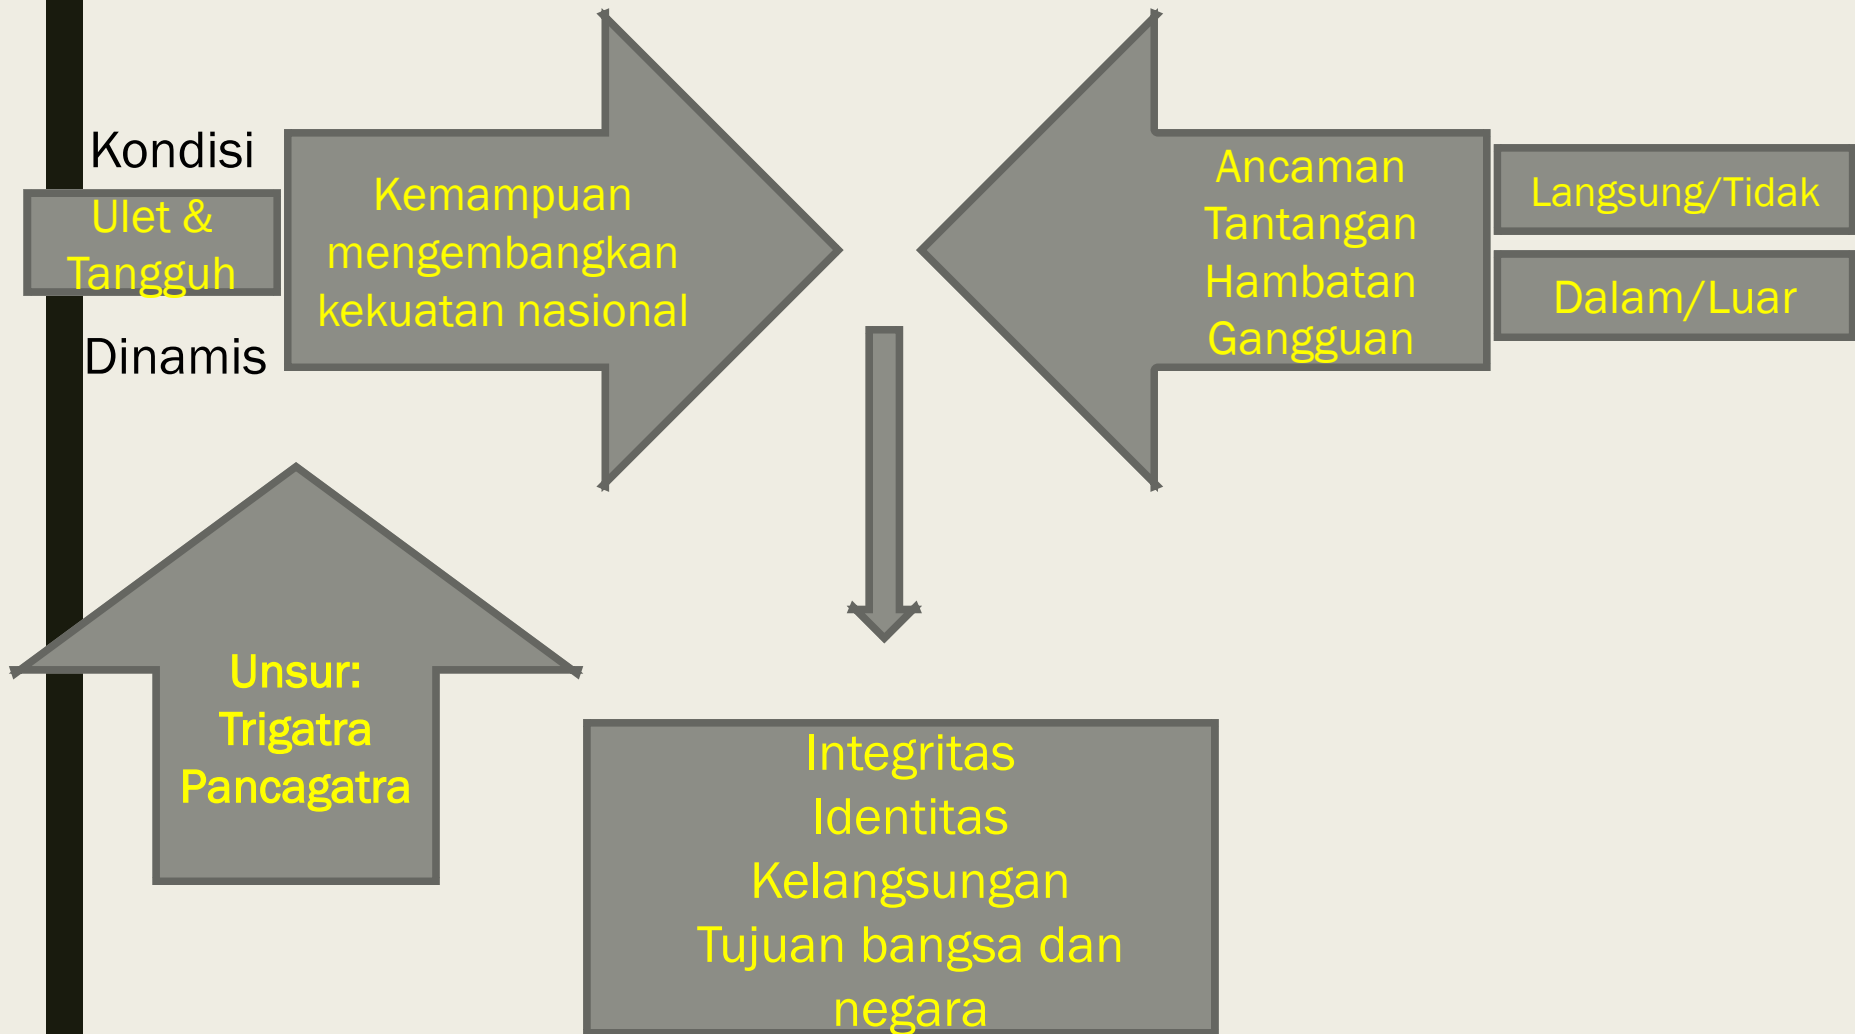 Kondisi
Ulet &
Tangguh
Dinamis
Kemampuan
mengembangkan
kekuatan nasional
Ancaman
Tantangan
Hambatan
Gangguan
Langsung/Tidak
Dalam/Luar
Unsur:
Trigatra
Pancagatra
Integritas
Identitas
Kelangsungan
Tujuan bangsa dan
negara